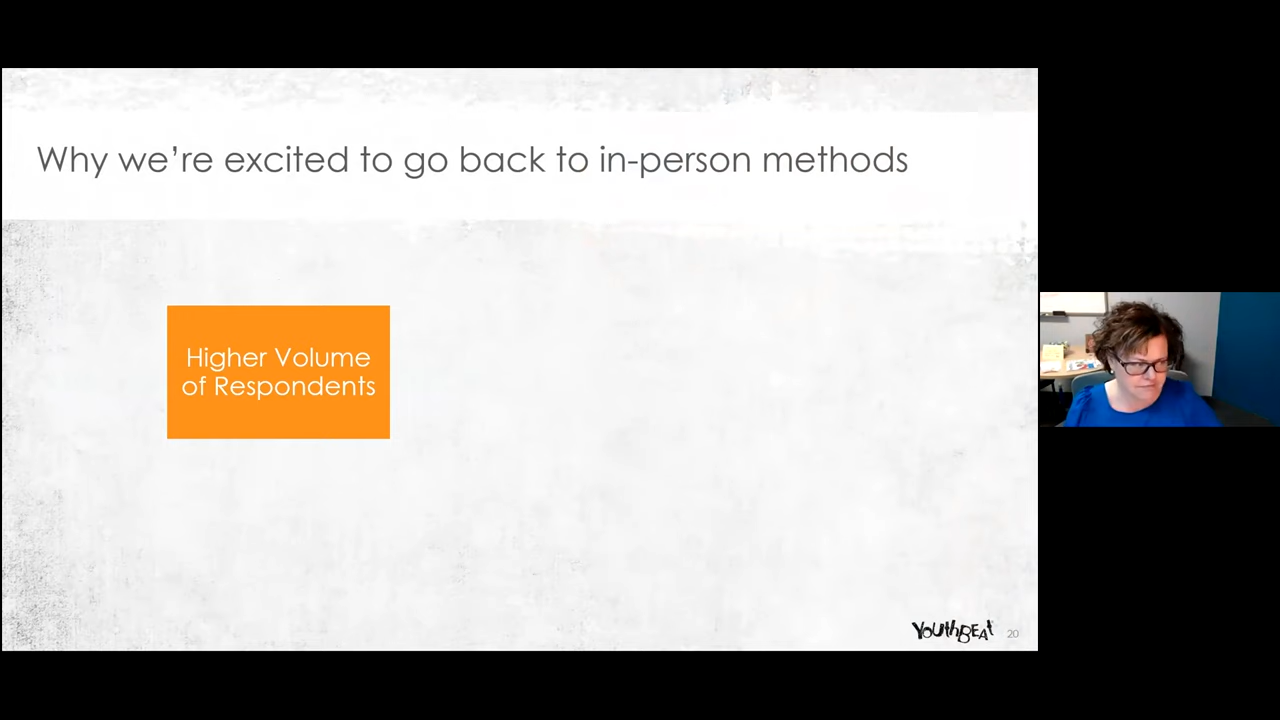 Why we're excited to go back to in-person methods
Higher Volume
of Respondents
YOUthBEAt 20